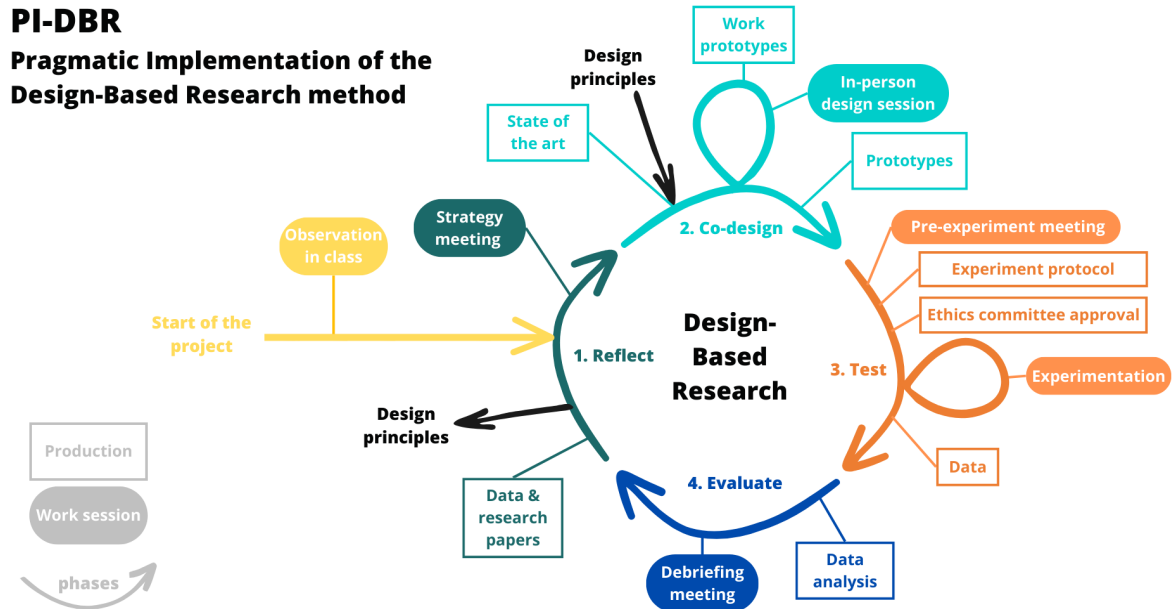 PI-DBR
Pragmatic Implementation of the
Design-Based Research method
Work
prototypes
Design
principles
In-person
design session
State of
the art
Prototypes
Strategy
meeting
2. Co-design
Observation
in class
Pre-experiment meeting
Experiment protocol
Ethics committee approval
Start of the
project
1. Reflect
Design-
Based
Research
3. Test
Experimentation
Design
principles
Production
Work session
phases
Data &
research
papers
4. Evaluate
Data
Debriefing
meeting
Data
analysis